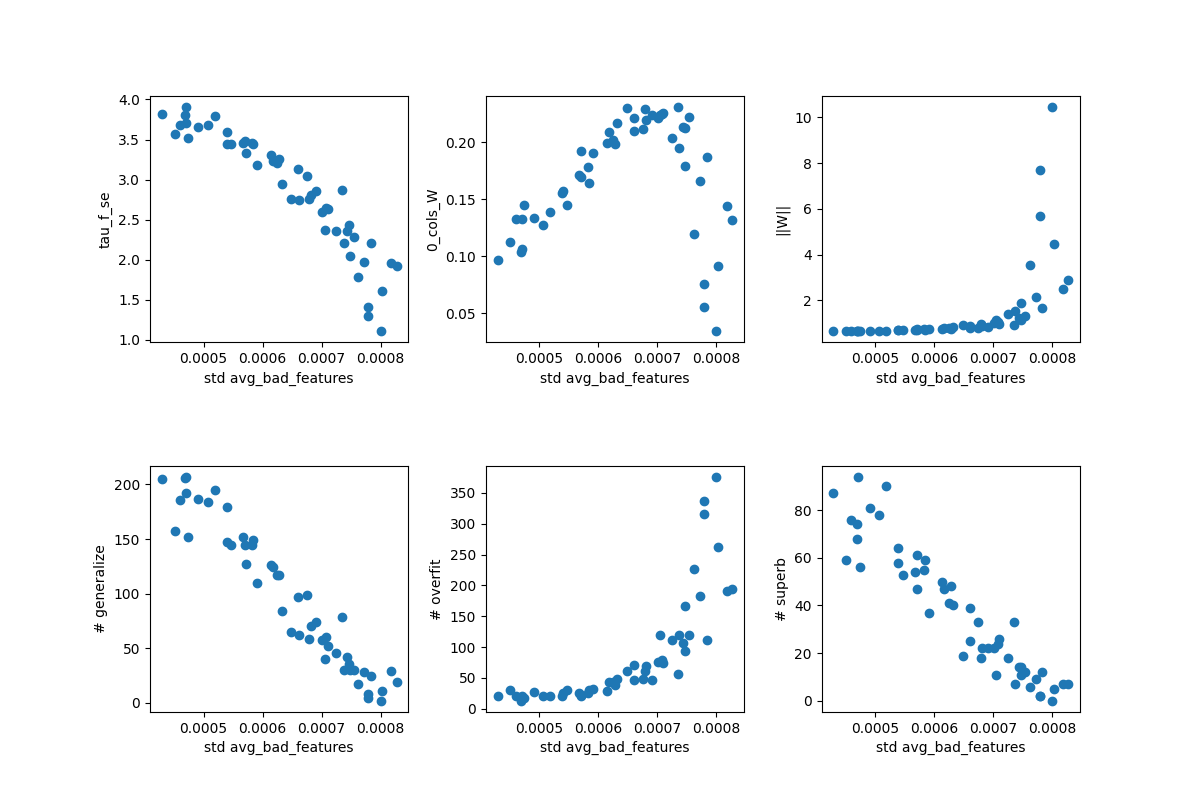 4.0
3.5
3.0
2.5
2.0
1.5
1.0
tau_f_se
0.0005 0.0006 0.0007 0.0008
std avg_bad_features
0.20
0.15
0.10
0.05
0_cols_W
0.0005 0.0006 0.0007 0.0008
std avg_bad_features
10
8
6
4
2
||W||
0.0005 0.0006 0.0007 0.0008
std avg_bad_features
200
150
100
50
0
# generalize
0.0005 0.0006 0.0007 0.0008
std avg_bad_features
350
300
250
200
150
100
50
0
# overfit
0.0005 0.0006 0.0007 0.0008
std avg_bad_features
80
60
40
20
0
# superb
0.0005 0.0006 0.0007 0.0008
std avg_bad_features